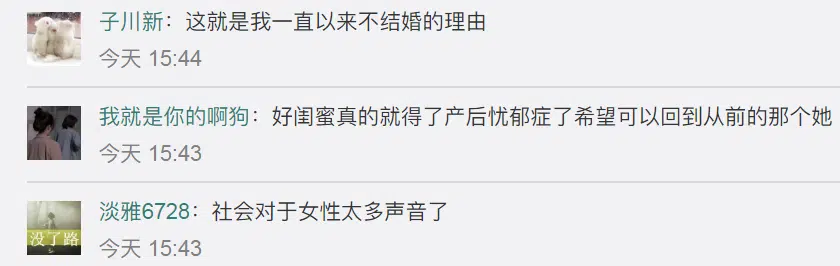 子川新：这就是我一直以来不结婚的理由
今天 15:44
我就是你的啊狗：好闺蜜真的就得了产后忧郁症了希望可以回到从前的那个她
今天 15:43
淡雅6728：社会对于女性太多声音了
没了路
今天 15:43